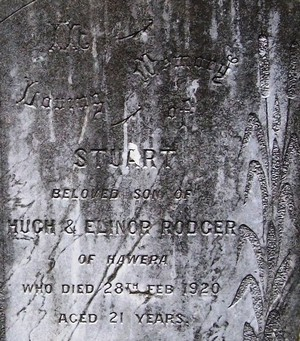 In
Loving Memory
of
STUART
BELOVED SON OF
HUGH & ELINOR RODGER
OF HAWERA
WHO DIED 28TH FEB 1920
AGED 21 YEARS.